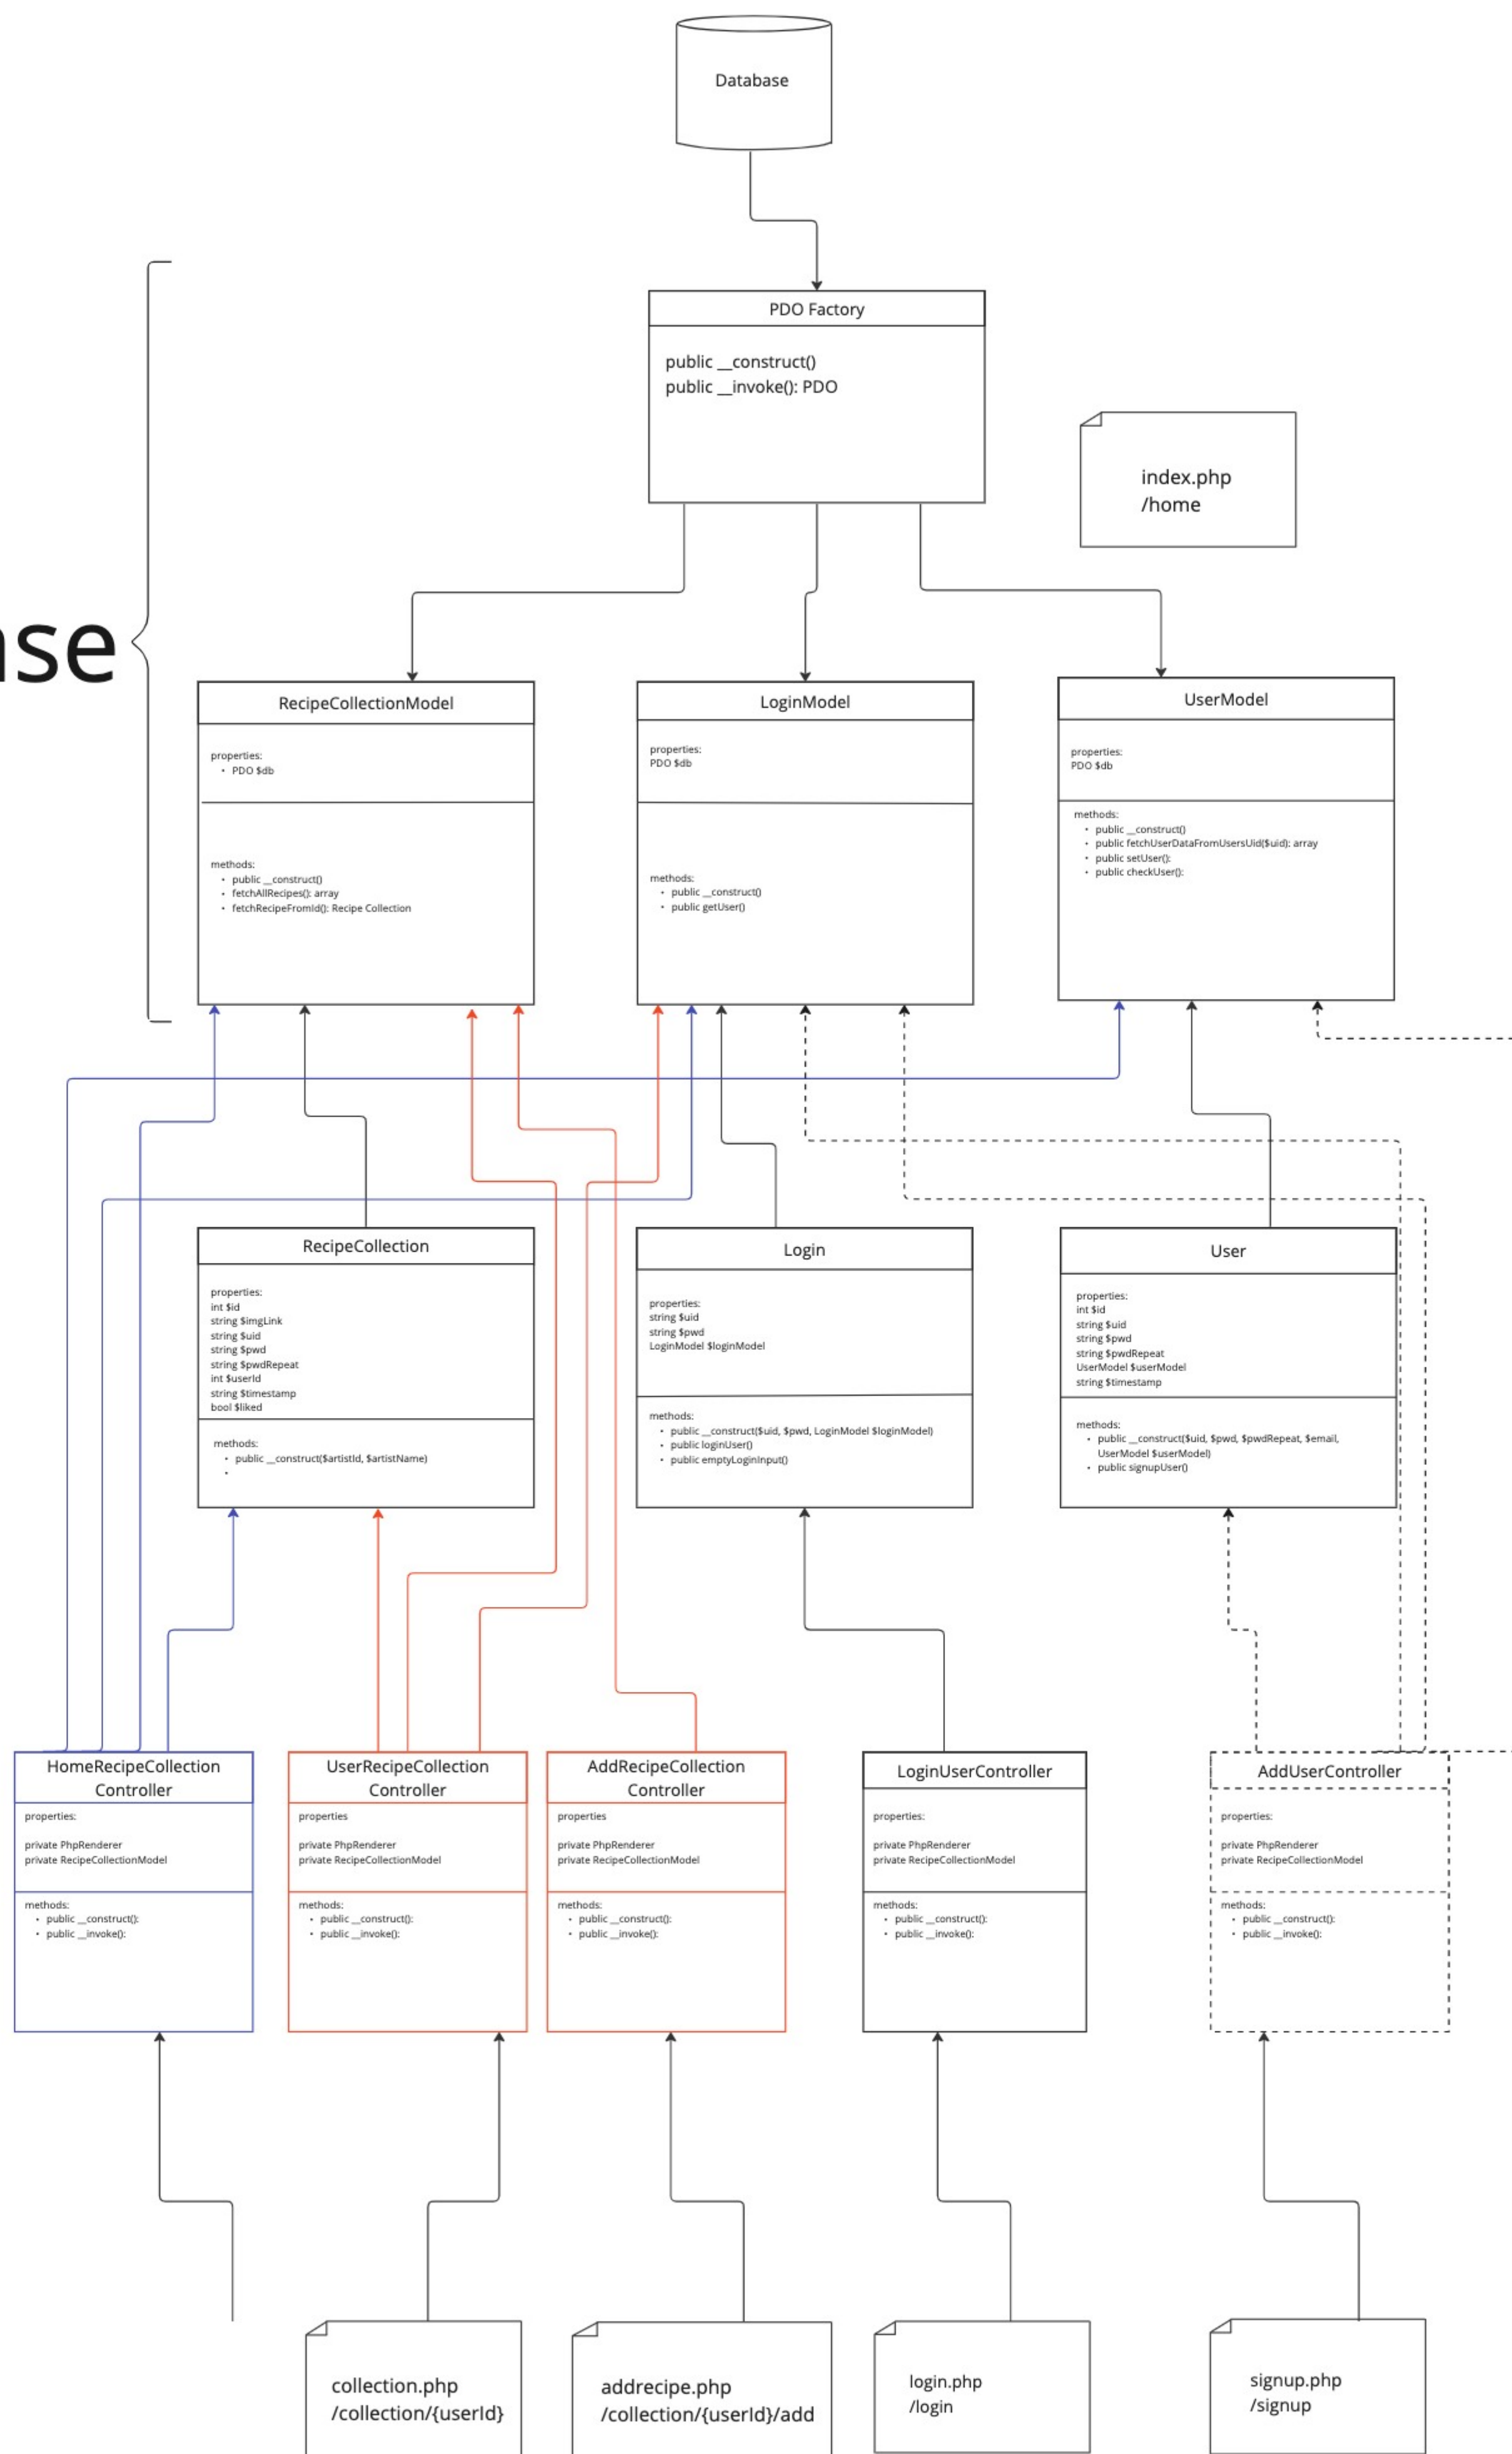 Database
PDO Factory
public __construct()
public __invoke(): PDO
index.php
/home
se
RecipeCollectionModel
properties:
• PDO $db
methods:
• public __construct()
• fetchAllRecipes(): array
• fetchRecipeFromId(): Recipe Collection
LoginModel
properties:
PDO $db
methods:
• public __construct()
• public getUser()
UserModel
properties:
PDO $db
methods:
• public __construct()
• public fetchUserDataFromUsersUid($uid): array
• public setUser():
• public checkUser():
RecipeCollection
properties:
int $id
string $imgLink
string $uid
string $pwd
string $pwdRepeat
int $userId
string $timestamp
bool $liked
methods:
• public __construct($artistId, $artistName)
•
Login
properties:
string $uid
string $pwd
LoginModel $loginModel
methods:
• public __construct($uid, $pwd, LoginModel $loginModel)
• public loginUser()
• public emptyLoginInput()
User
properties:
int $id
string $uid
string $pwd
string $pwdRepeat
UserModel $userModel
string $timestamp
methods:
• public __construct($uid, $pwd, $pwdRepeat, $email,
UserModel $userModel)
• public signupUser()
HomeRecipeCollection
Controller
properties:
private PhpRenderer
private RecipeCollectionModel
methods:
• public __construct():
• public __invoke():
UserRecipeCollection
Controller
properties
private PhpRenderer
private RecipeCollectionModel
methods:
• public __construct():
• public __invoke():
AddRecipeCollection
Controller
properties
private PhpRenderer
private RecipeCollectionModel
methods:
• public __construct():
• public __invoke():
LoginUserController
properties:
private PhpRenderer
private RecipeCollectionModel
methods:
• public __construct():
• public __invoke():
AddUserController
properties:
private PhpRenderer
private RecipeCollectionModel
methods:
• public __construct():
• public __invoke():
collection.php
/collection/{userId}
addrecipe.php
/collection/{userId}/add
login.php
/login
signup.php
/signup